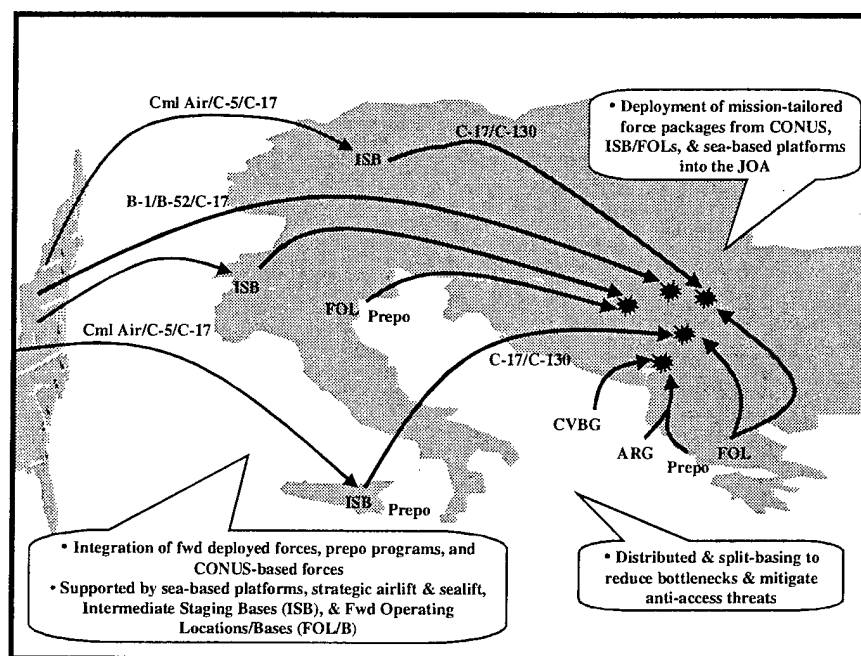 Cml Air/C-5/C-17
C-17/C-130
ISB
• Deployment of mission-tailored
force packages from CONUS,
ISB/FOLs, & sea-based platforms
into the JOA
B-1/B-52/C-17
ISB
FOL
Prepo
Cml Air/C-5/C-17
C-17/C-130
CVBG
ARG
Prepo
FOL
ISB
Prepo
• Integration of fwd deployed forces, prepo programs, and
CONUS-based forces
• Supported by sea-based platforms, strategic airlift & sealift,
Intermediate Staging Bases (ISB), & Fwd Operating
Locations/Bases (FOL/B)
• Distributed & split-basing to
reduce bottlenecks & mitigate
anti-access threats